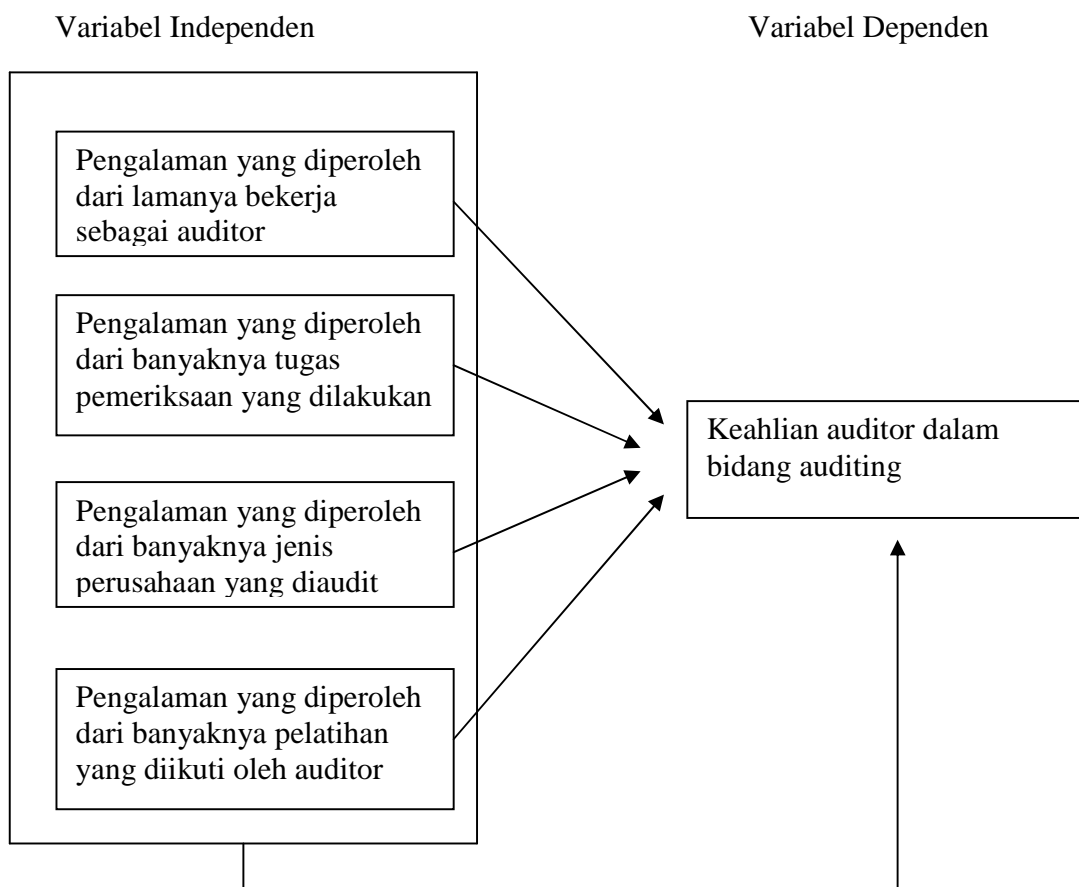 Variabel Independen
Variabel Dependen
Pengalaman yang diperoleh
dari lamanya bekerja
sebagai auditor
Pengalaman yang diperoleh
dari banyaknya tugas
pemeriksaan yang dilakukan
Pengalaman yang diperoleh
dari banyaknya jenis
perusahaan yang diaudit
Pengalaman yang diperoleh
dari banyaknya pelatihan
yang diikuti oleh auditor
Keahlian auditor dalam
bidang auditing